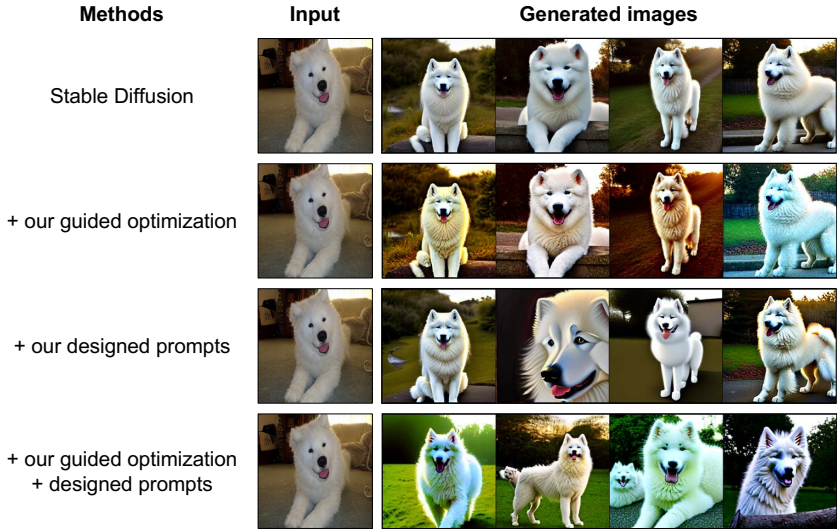 Methods Input Generated images
Stable Diffusion
+ our guided optimization
+ our designed prompts
+ our guided optimization
+ designed prompts